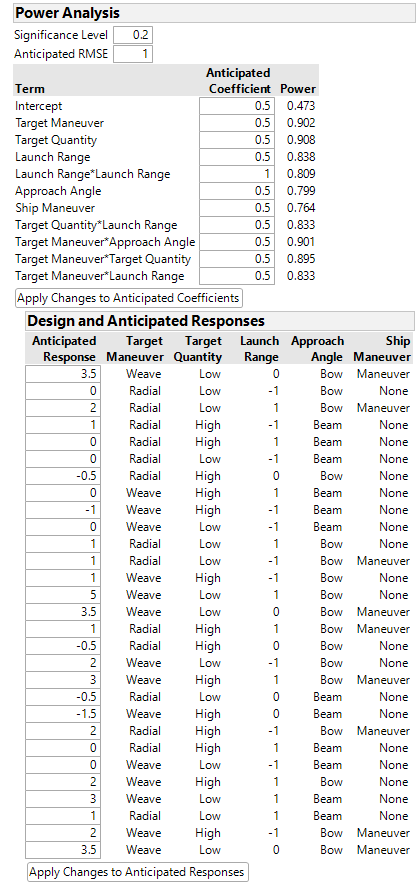 Power Analysis
Significance Level 0.2
Anticipated RMSE 1
Anticipated
Term Coefficient Power
Intercept 0.5 0.473
Target Maneuver 0.5 0.902
Target Quantity 0.5 0.908
Launch Range 0.5 0.838
Launch Range*Launch Range 1 0.809
Approach Angle 0.5 0.799
Ship Maneuver 0.5 0.764
Target Quantity*Launch Range 0.5 0.833
Target Maneuver*Approach Angle 0.5 0.901
Target Maneuver*Target Quantity 0.5 0.895
Target Maneuver*Launch Range 0.5 0.833
Apply Changes to Anticipated Coefficients
Design and Anticipated Responses
Anticipated Target Target Launch Approach Ship
Response Maneuver Quantity Range Angle Maneuver
3.5 Weave Low 0 Bow Maneuver
0 Radial Low -1 Bow None
2 Radial Low 1 Bow Maneuver
1 Radial High -1 Beam None
0 Radial High 1 Beam None
0 Radial Low -1 Beam None
-0.5 Radial High 0 Bow None
0 Weave High 1 Beam None
-1 Weave High -1 Beam None
0 Weave Low -1 Beam None
1 Radial Low 1 Bow None
1 Radial Low -1 Bow Maneuver
1 Weave High -1 Bow None
5 Weave Low 1 Bow None
3.5 Weave Low 0 Bow Maneuver
1 Radial High 1 Bow Maneuver
-0.5 Radial High 0 Bow None
2 Weave Low -1 Bow None
3 Weave High 1 Bow Maneuver
-0.5 Radial Low 0 Beam None
-1.5 Weave High 0 Beam None
2 Radial High -1 Bow Maneuver
0 Radial High 1 Beam None
0 Weave Low -1 Beam None
2 Weave High 1 Bow None
3 Weave Low 1 Beam None
1 Radial Low 1 Beam None
2 Weave High -1 Bow Maneuver
3.5 Weave Low 0 Bow Maneuver
Apply Changes to Anticipated Responses